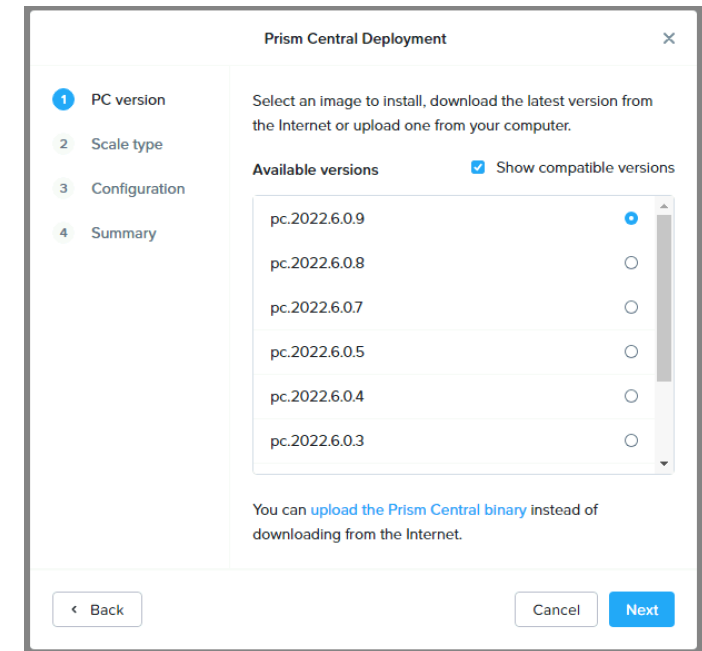 Prism Central Deployment
1 PC version
2 Scale type
3 Configuration
4 Summary
Select an image to install, download the latest version from
the Internet or upload one from your computer.
Available versions
Show compatible versions
pc.2022.6.0.9
pc.2022.6.0.8
pc.2022.6.0.7
pc.2022.6.0.5
pc.2022.6.0.4
pc.2022.6.0.3
You can upload the Prism Central binary instead of
downloading from the Internet.
Back
Cancel
Next